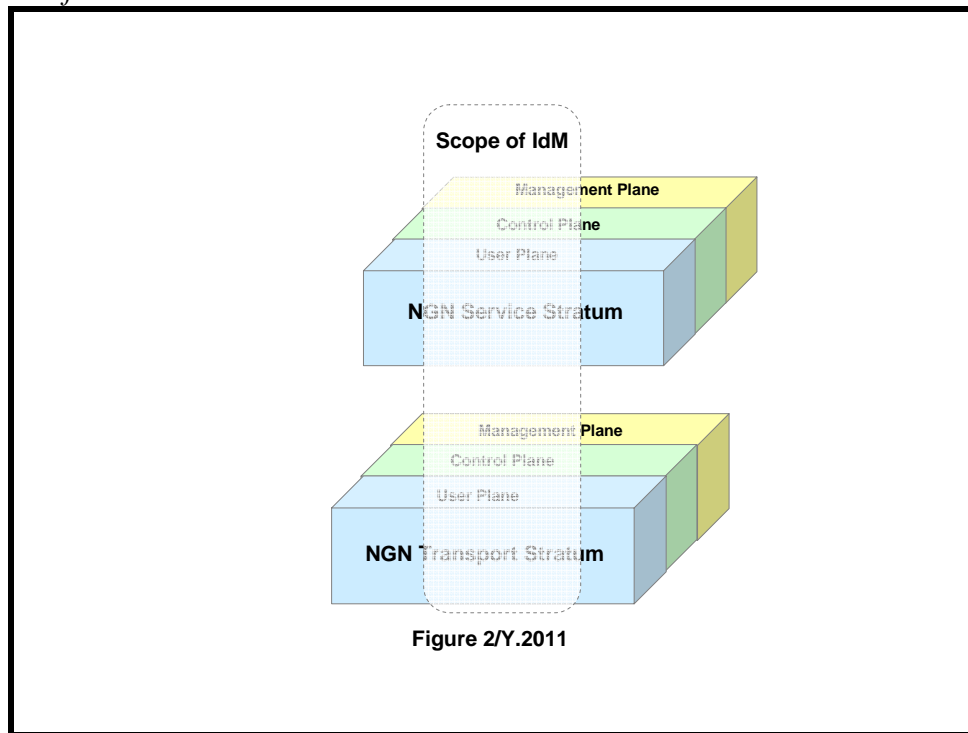 Scope of IdM
Management Plane
Control Plane
User Plane
NGN Service Stratum
Management Plane
Control Plane
User Plane
NGN Transport Stratum
Figure 2/Y.2011